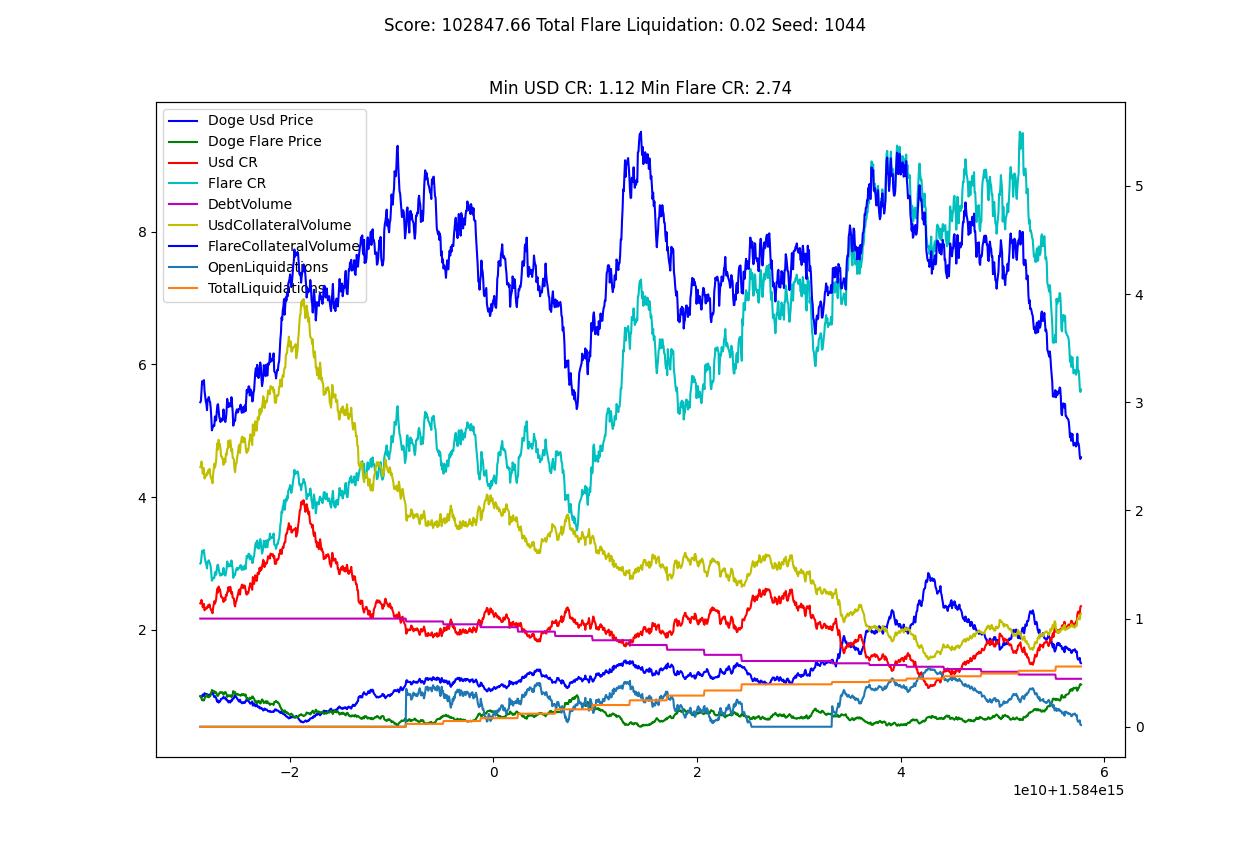 Score: 102847.66 Total Flare Liquidation: 0.02 Seed: 1044
Min USD CR: 1.12 Min Flare CR: 2.74
Doge Usd Price
Doge Flare Price
Usd CR
Flare CR
DebtVolume
UsdCollateralVolume
FlareCollateralVolume
OpenLiquidations
TotalLiquidations
8
6
4
2
5
4
3
2
1
0
−2
0
2
4
6
1e10+1.584e15